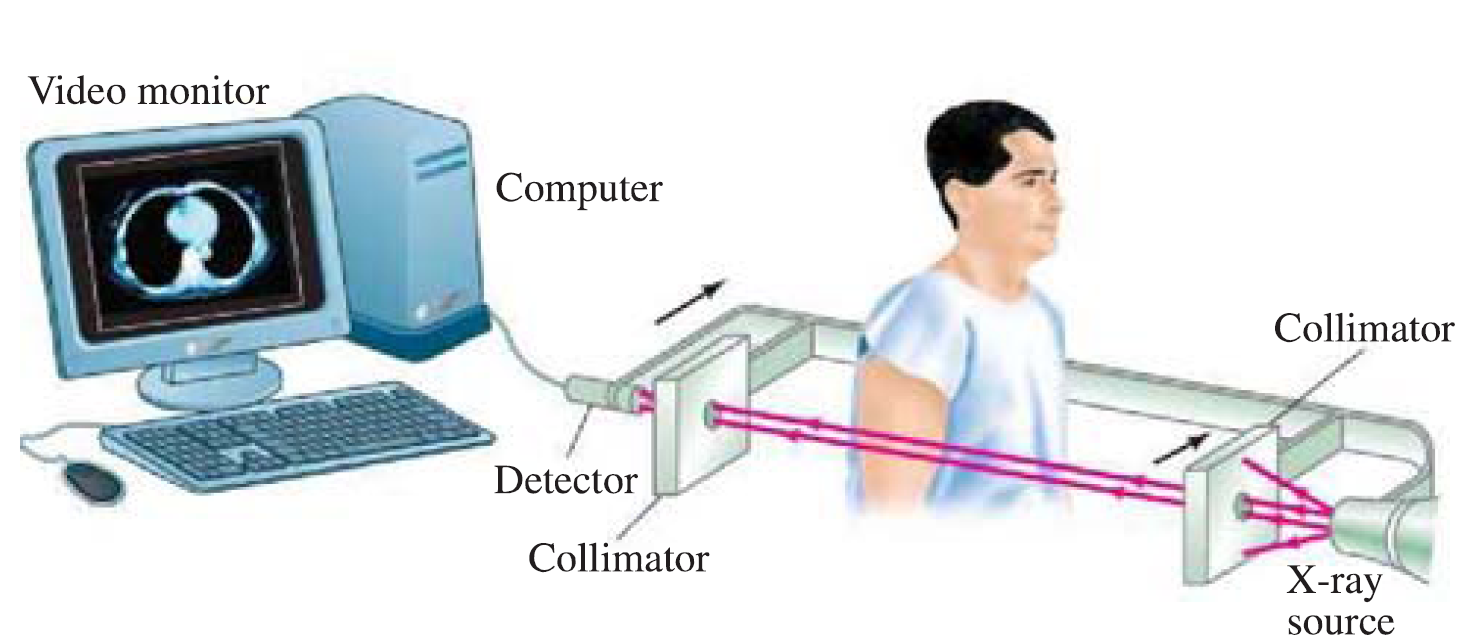 Video monitor
Computer
Collimator
Detector
Collimator
X-ray
source